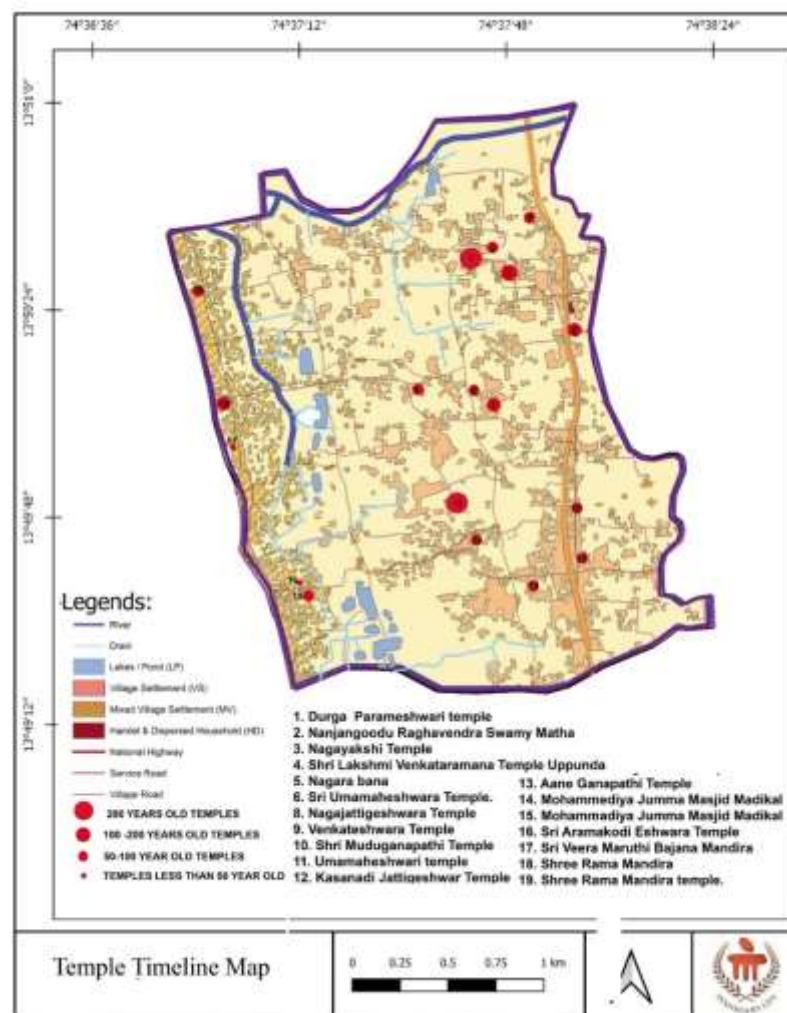 74°36'36"
74°37'12"
74°37'48"
74°38'24"
13°51'0"
13°50'24"
13°49'48"
13°49'12"
Legends:
River
Drain
Lakes / Pond (LP)
Village Settlement (VS)
Mixed Village Settlement (MV)
Hamlet & Dispersed Household (HD)
National Highway
Service Road
Village Road
200 YEARS OLD TEMPLES
100 -200 YEARS OLD TEMPLES
50-100 YEAR OLD TEMPLES
TEMPLES LESS THAN 50 YEAR OLD
1. Durga Parameshwari temple
2. Nanjangoodu Raghavendra Swamy Matha
3. Nagayakshi Temple
4. Shri Lakshmi Venkataramana Temple Uppunda
5. Nagara bana
6. Sri Umamaheshwara Temple.
8. Nagajattigeshwara Temple
9. Venkateshwara Temple
10. Shri Muduganapathi Temple
11. Umamaheshwari temple
12. Kasanadi Jattigeshwar Temple
13. Aane Ganapathi Temple
14. Mohammediya Jumma Masjid Madikal
15. Mohammadiya Jumma Masjid Madikal
16. Sri Aramakodi Eshwara Temple
17. Sri Veera Maruthi Bajana Mandira
18. Shree Rama Mandira
19. Shree Rama Mandira temple.
Temple Timeline Map
0 0.25 0.5 0.75 1 km